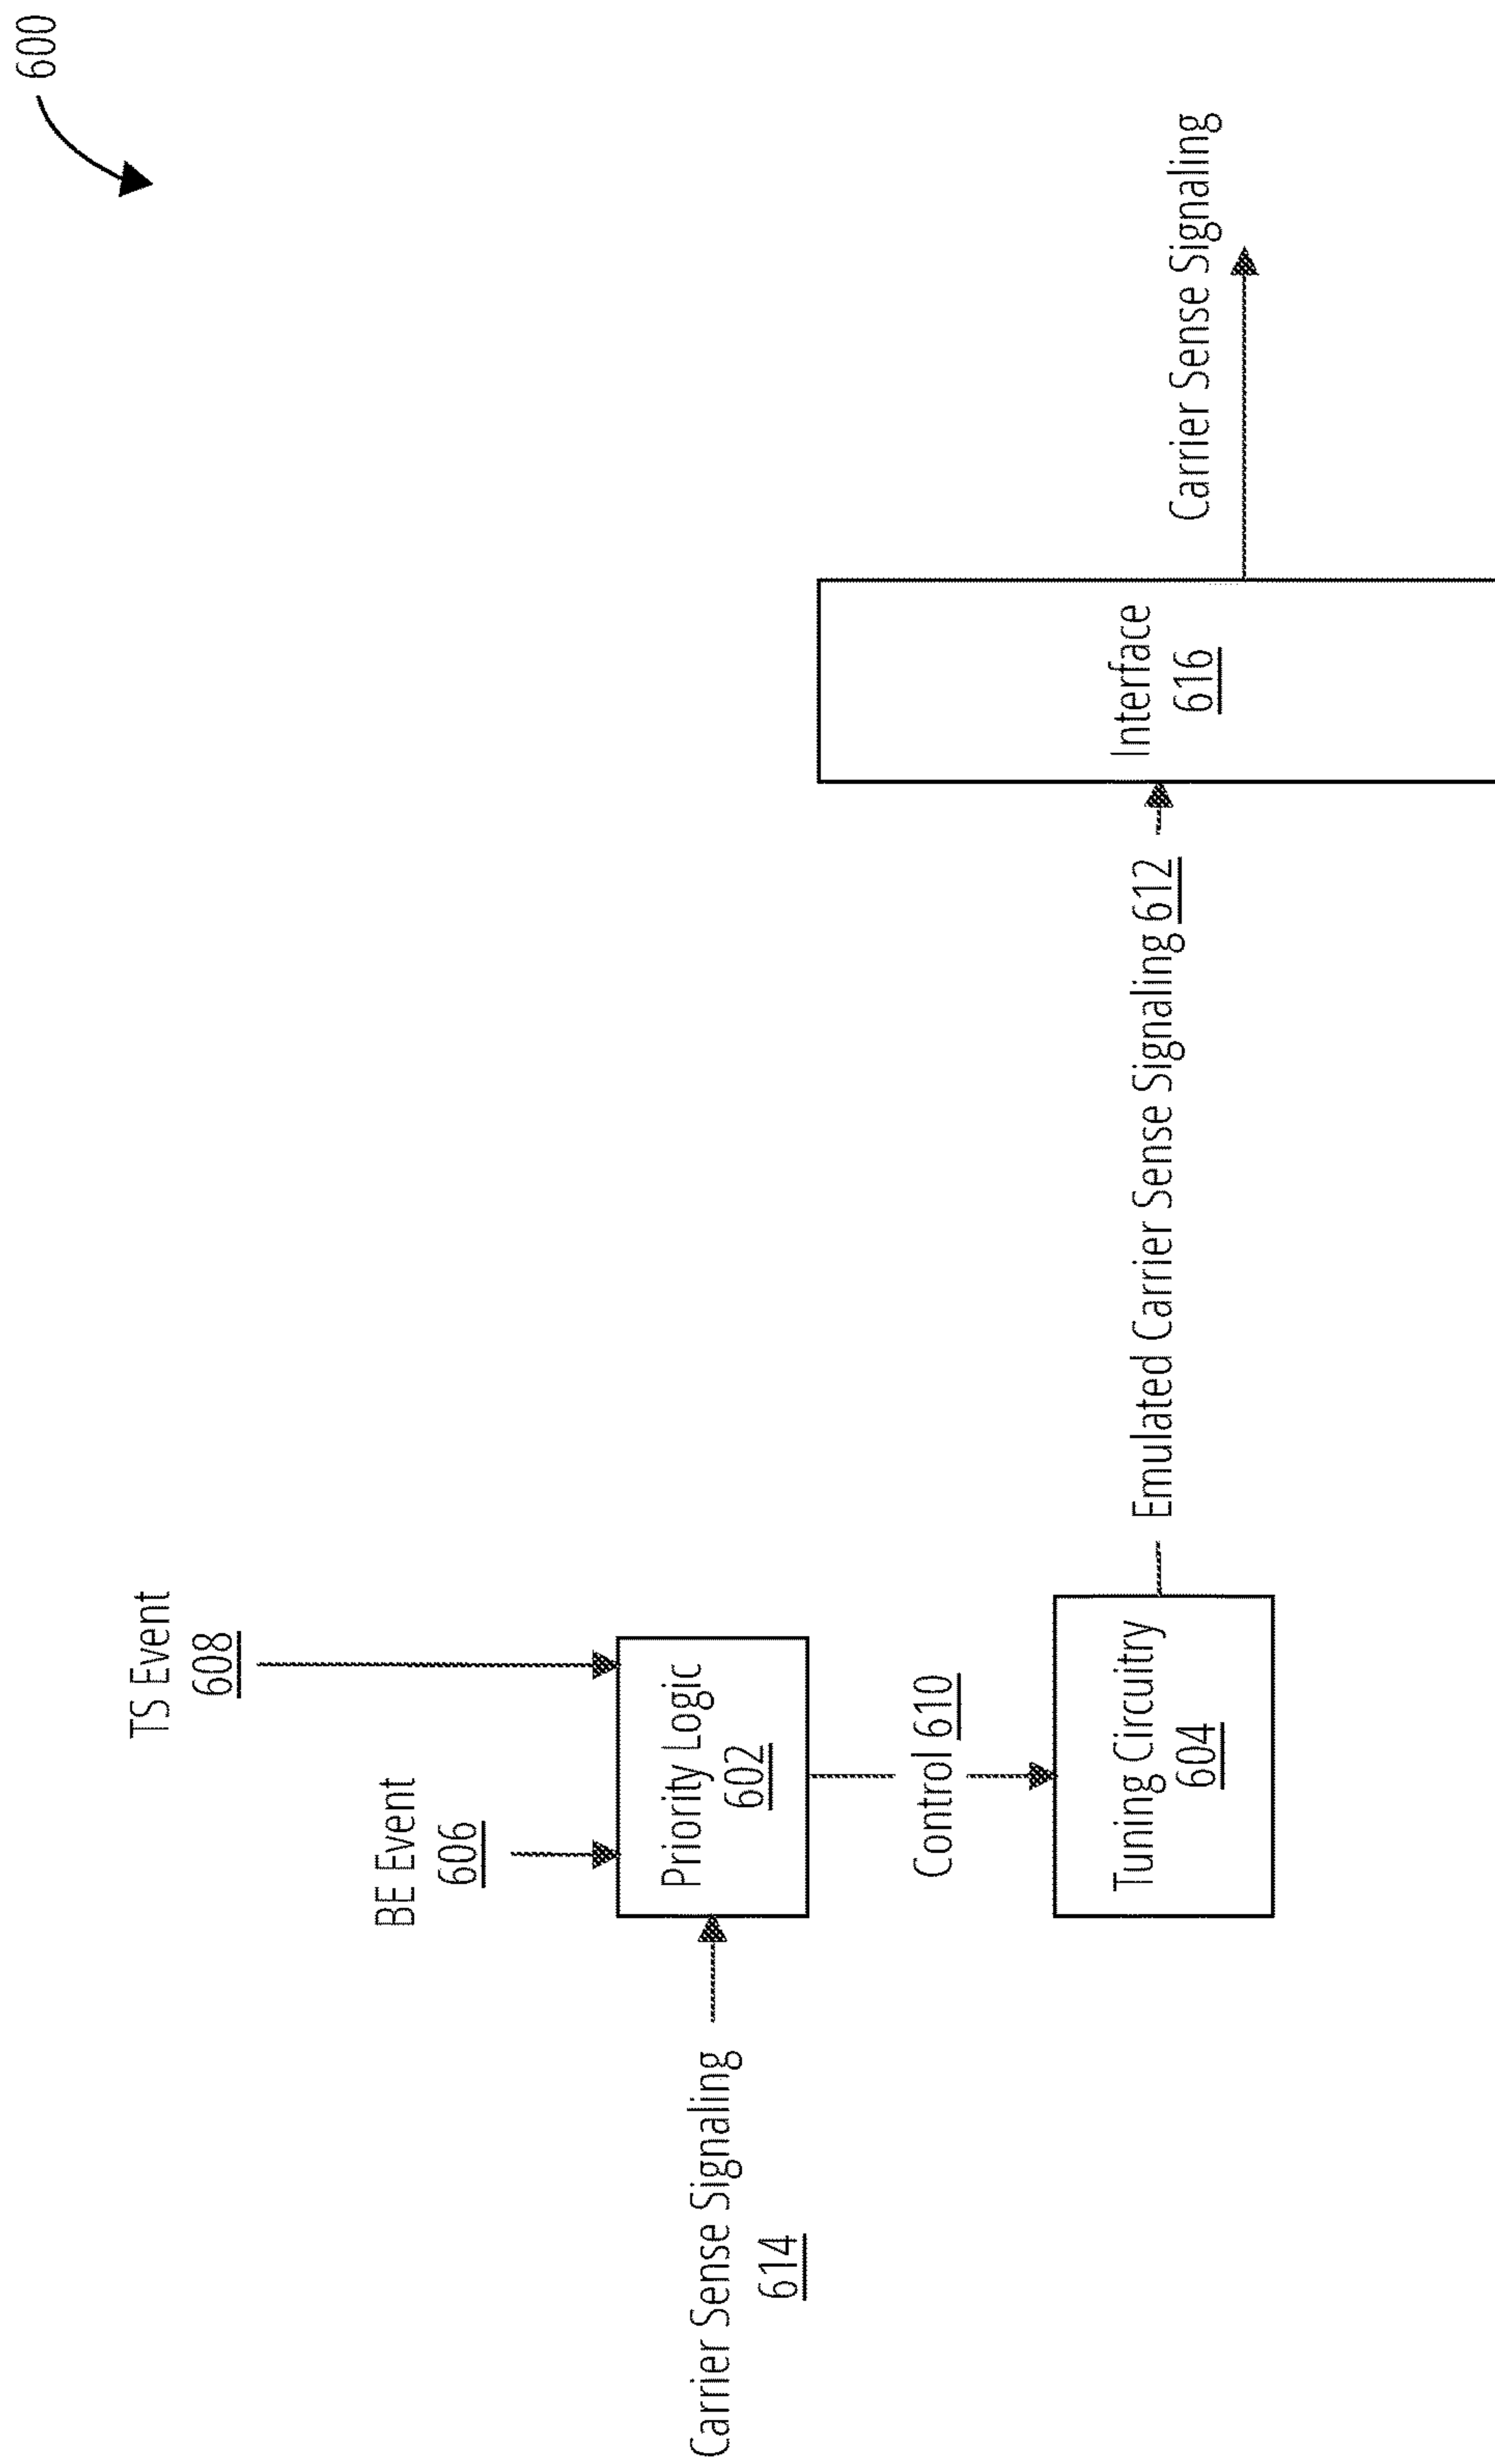 600
TS Event
608
BE Event
606
Carrier Sense Signaling
614
Priority Logic
602
Control 610
Tuning Circuitry
604
Emulated Carrier Sense Signaling 612
Interface
616
Carrier Sense Signaling